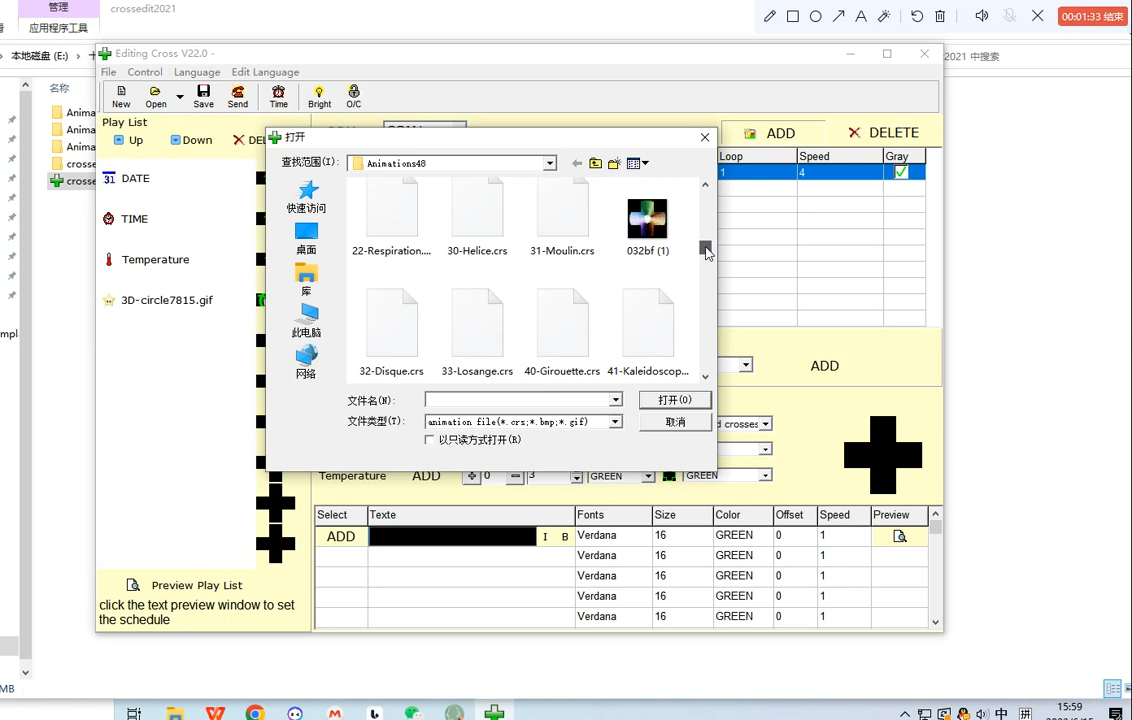 管理
crossedit2021
应用程序工具
00:01:33 结束
本地磁盘 (E:)
2021 中搜索
名称
Anima
Anima
Anima
crosse
crosse
Editing Cross V22.0 -
File Control Language Edit Language
New Open Save Send Time Bright O/C
Play List
Up Down DEL
31 DATE
TIME
Temperature
3D-circle7815.gif
ADD DELETE
Loop Speed Gray
1 4
打开
查找范围(I): Animations48
快速访问
桌面
库
此电脑
网络
22-Respiration.... 30-Helice.crs 31-Moulin.crs 032bf (1)
32-Disque.crs 33-Losange.crs 40-Girouette.crs 41-Kaleidoscop...
文件名(N): 打开(O)
文件类型(T): animation file(*.crs;*.bmp;*.gif) 取消
以只读方式打开(R)
ADD
d crosses
Temperature ADD 0 3 GREEN GREEN
Select Texte Fonts Size Color Offset Speed Preview
ADD I B Verdana 16 GREEN 0 1
Verdana 16 GREEN 0 1
Verdana 16 GREEN 0 1
Verdana 16 GREEN 0 1
Verdana 16 GREEN 0 1
Preview Play List
click the text preview window to set
the schedule
mpl
MB
中 拼
15:59